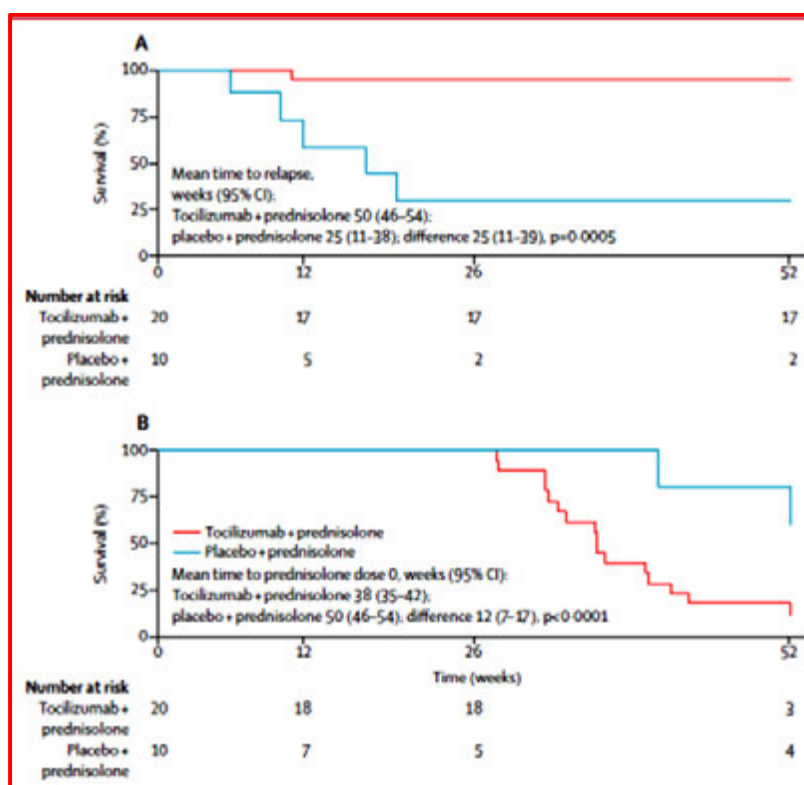 A
100
75
50
25
0
Survival (%)
Mean time to relapse,
weeks (95% CI):
Tocilizumab + prednisolone 50 (46–54);
placebo + prednisolone 25 (11–38); difference 25 (11–39), p=0·0005
0 12 26 52
Number at risk
Tocilizumab + 20 17 17 17
prednisolone
Placebo + 10 5 2 2
prednisolone
B
100
75
50
25
0
Survival (%)
Tocilizumab + prednisolone
Placebo + prednisolone
Mean time to prednisolone dose 0, weeks (95% CI):
Tocilizumab + prednisolone 38 (35–42);
placebo + prednisolone 50 (46–54); difference 12 (7–17), p<0·0001
0 12 26 52
Time (weeks)
Number at risk
Tocilizumab + 20 18 18 3
prednisolone
Placebo + 10 7 5 4
prednisolone